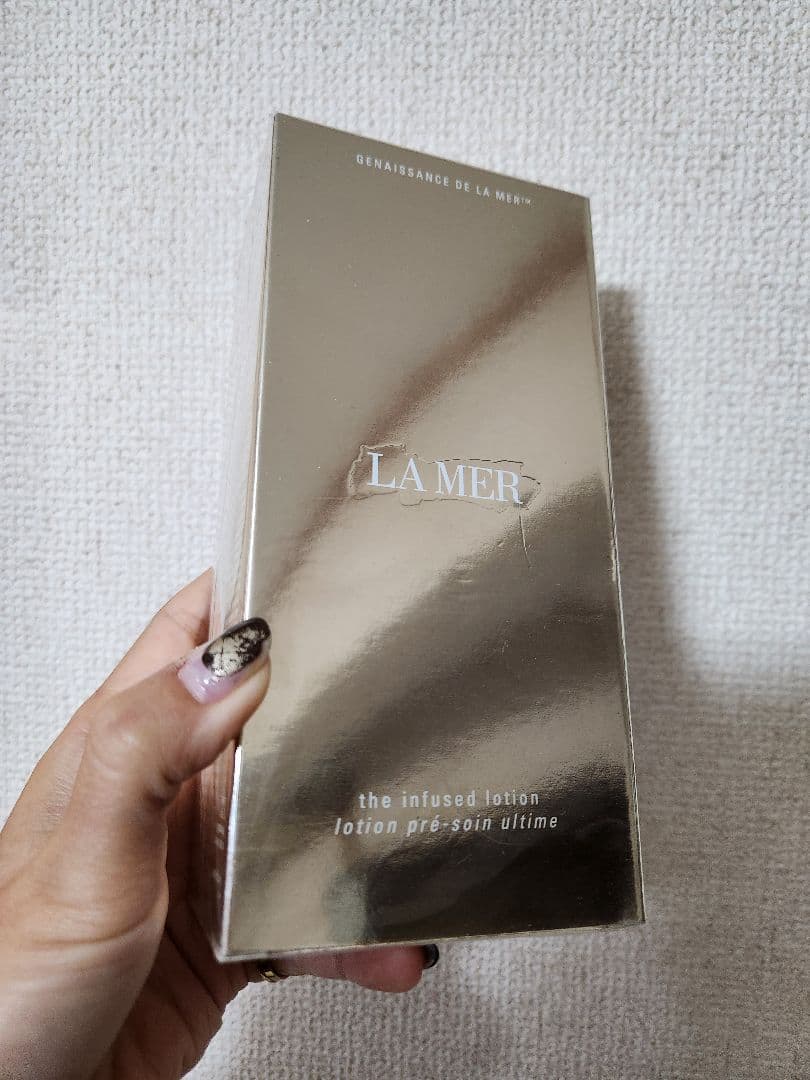 GENAISSANCE DE LA MER™
LA MER
the infused lotion
lotion pré-soin ultime